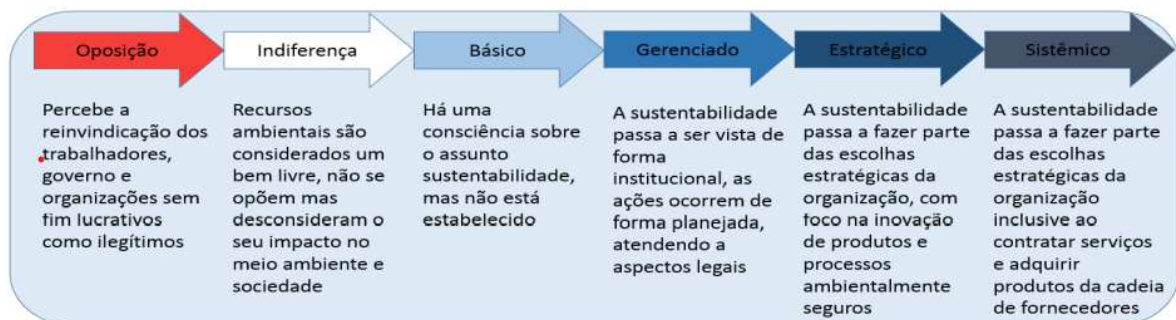 Oposição
Indiferença
Básico
Gerenciado
Estratégico
Sistêmico
Percebe a
reinvindicação dos
trabalhadores,
governo e
organizações sem
fim lucrativos
como ilegítimos
Recursos
ambientais são
considerados um
bem livre, não se
opõem mas
desconsideram o
seu impacto no
meio ambiente e
sociedade
Há uma
consciência sobre
o assunto
sustentabilidade,
mas não está
estabelecido
A sustentabilidade
passa a ser vista de
forma
institucional, as
ações ocorrem de
forma planejada,
atendendo a
aspectos legais
A sustentabilidade
passa a fazer parte
das escolhas
estratégicas da
organização, com
foco na inovação
de produtos e
processos
ambientalmente
seguros
A sustentabilidade
passa a fazer parte
das escolhas
estratégicas da
organização
inclusive ao
contratar serviços
e adquirir
produtos da cadeia
de fornecedores